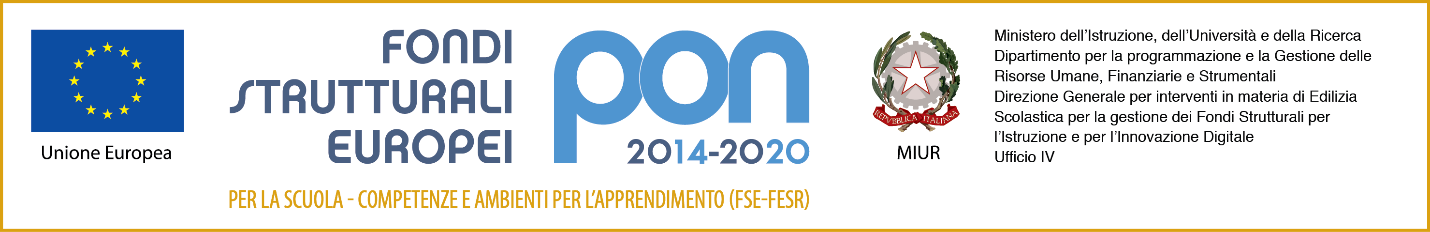 Unione Europea
FONDI
STRUTTURALI
EUROPEI
pon
2014-2020
PER LA SCUOLA - COMPETENZE E AMBIENTI PER L'APPRENDIMENTO (FSE-FESR)
REPVBBLICA ITALIANA
MIUR
Ministero dell'Istruzione, dell'Università e della Ricerca
Dipartimento per la programmazione e la Gestione delle
Risorse Umane, Finanziarie e Strumentali
Direzione Generale per interventi in materia di Edilizia
Scolastica per la gestione dei Fondi Strutturali per
l'Istruzione e per l'Innovazione Digitale
Ufficio IV